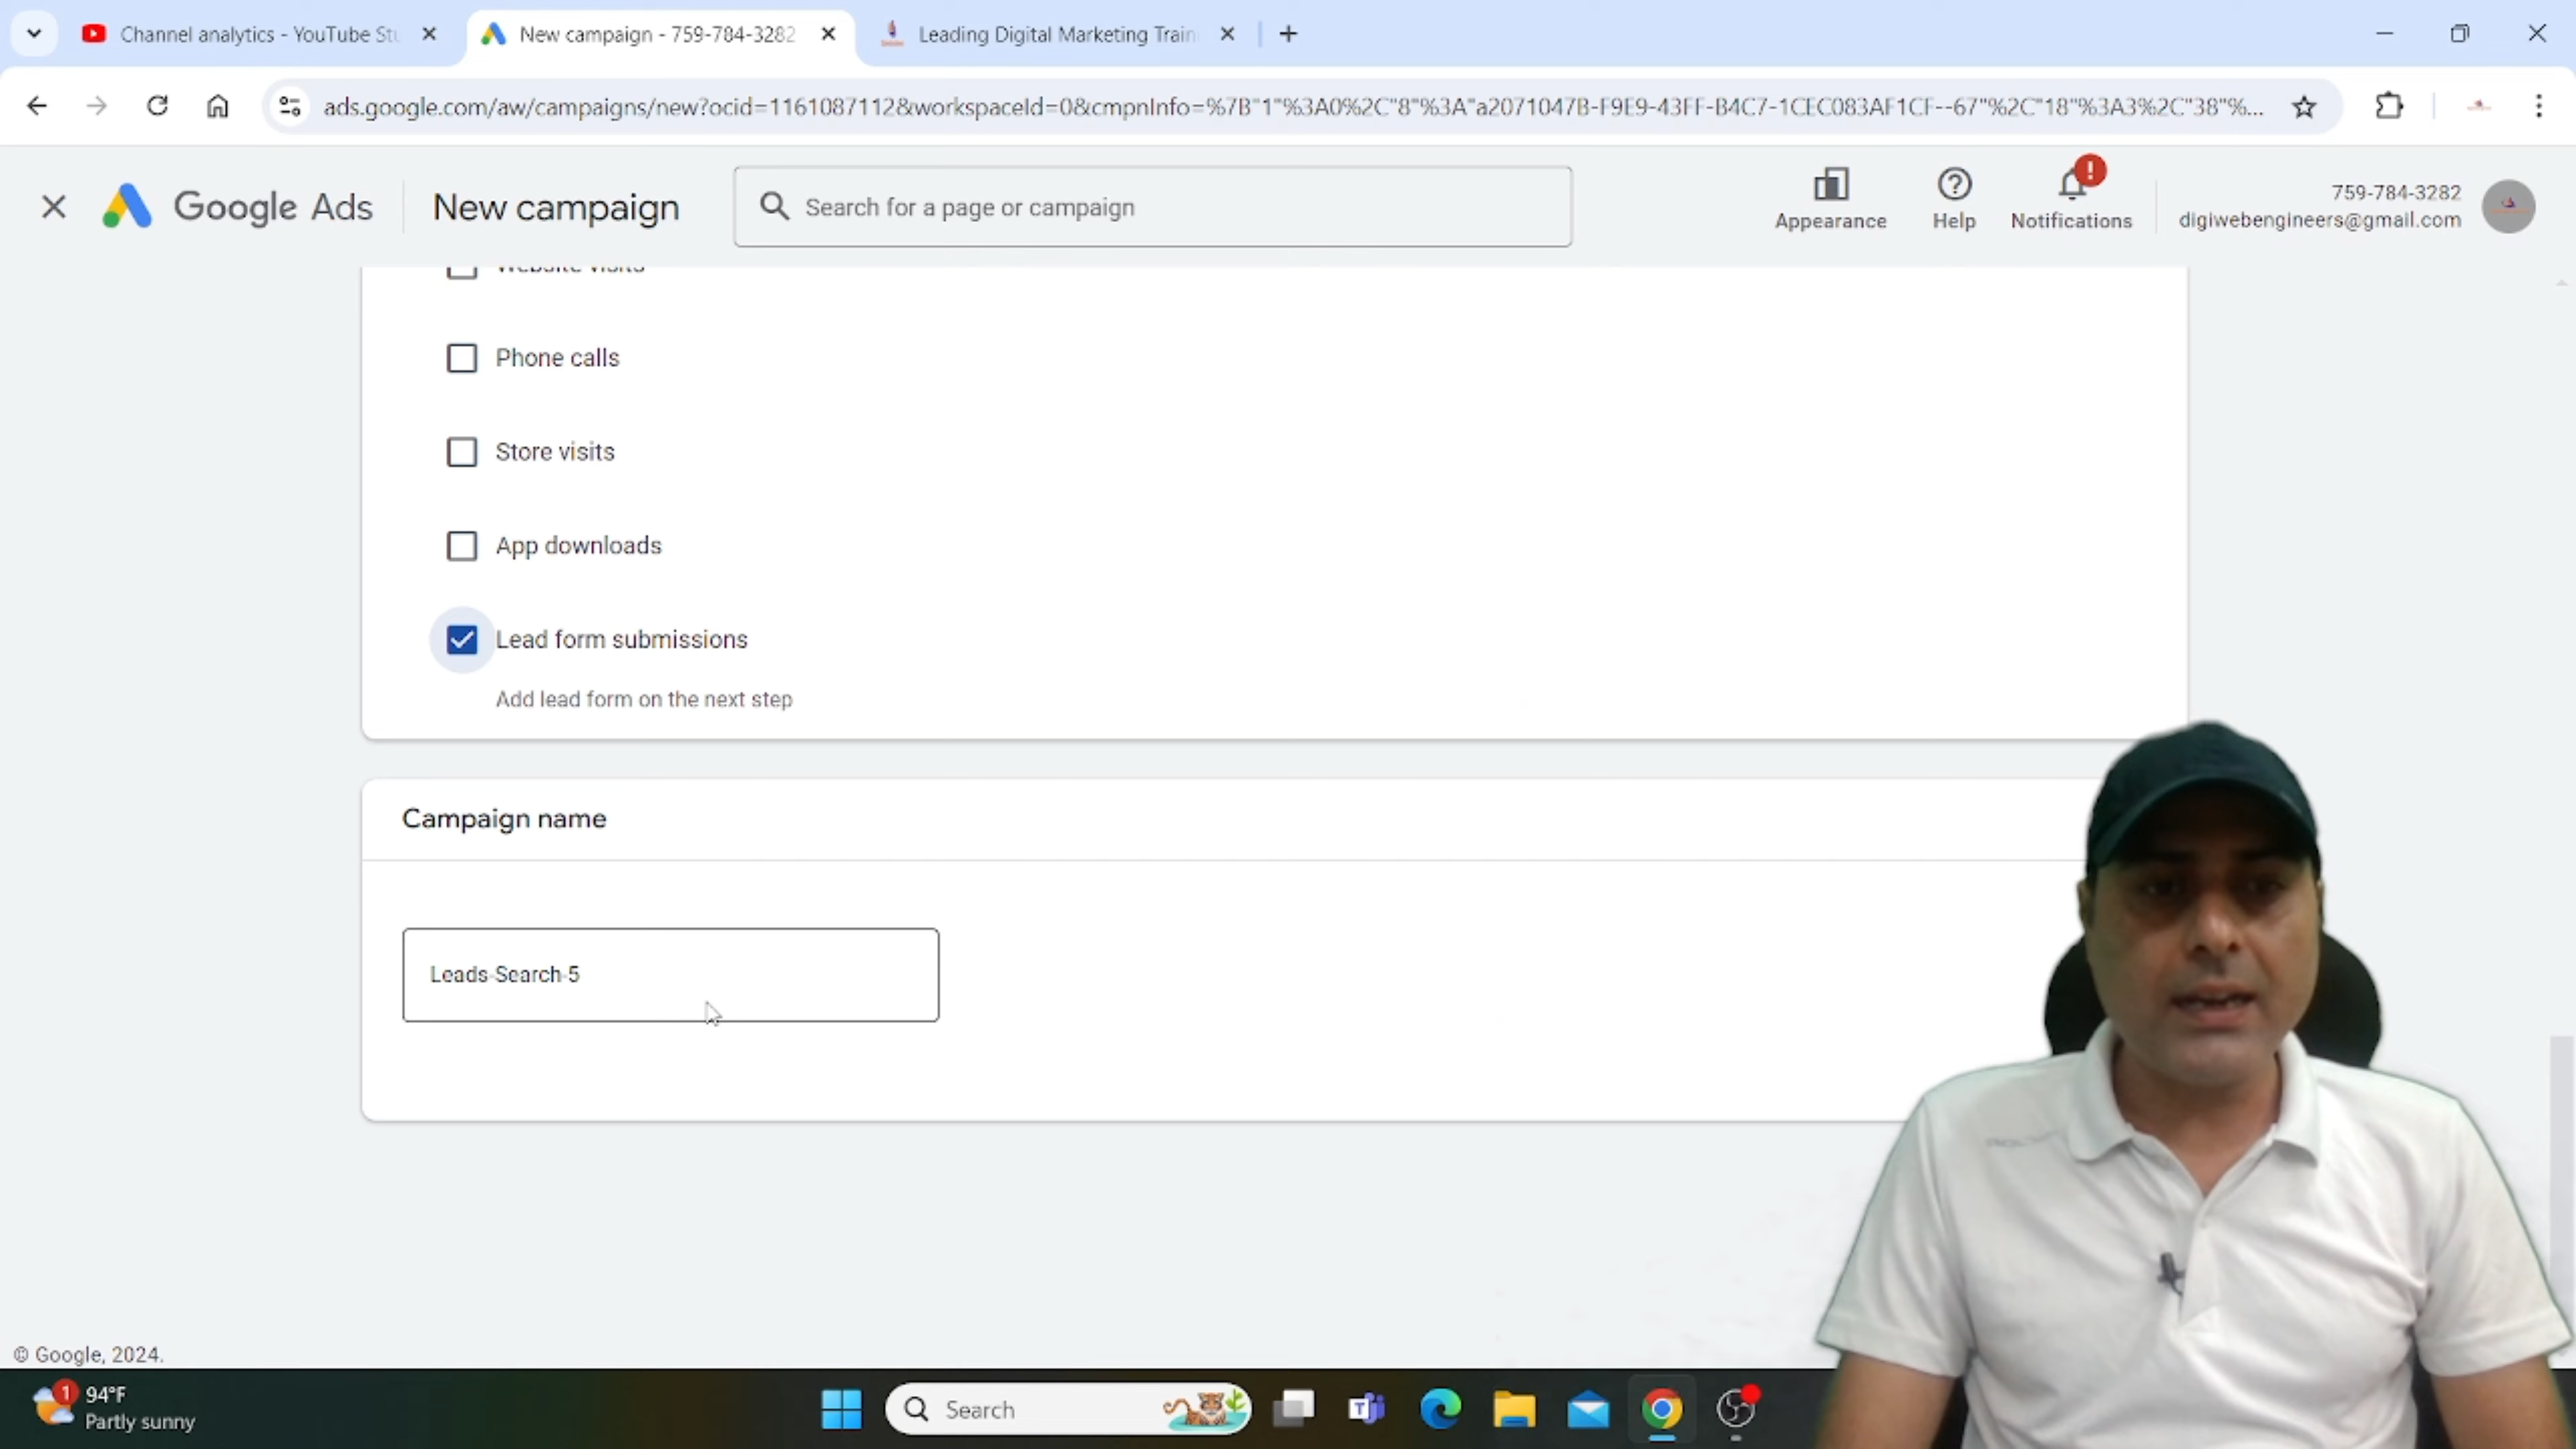 Channel analytics - YouTube Stu
New campaign - 759-784-3282
Leading Digital Marketing Train
ads.google.com/aw/campaigns/new?ocid=1161087112&workspaceId=0&cmpnInfo=%7B"1"%3A0%2C"8"%3A"a2071047B-F9E9-43FF-B4C7-1CEC083AF1CF--67"%2C"18"%3A3%2C"38"%...
Google Ads
New campaign
Search for a page or campaign
Appearance
Help
Notifications
759-784-3282
digiwebengineers@gmail.com
Website visits
Phone calls
Store visits
App downloads
Lead form submissions
Add lead form on the next step
Campaign name
Leads-Search-5
© Google, 2024.
1
94°F
Partly sunny
Search